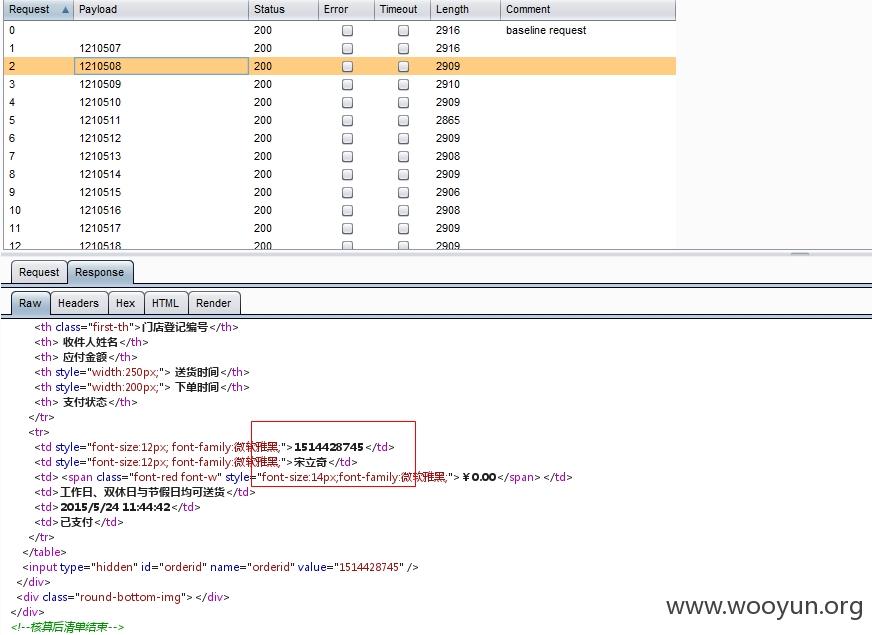 Request Payload Status Error Timeout Length Comment
0 200 2916 baseline request
1 1210507 200 2916
2 1210508 200 2909
3 1210509 200 2910
4 1210510 200 2909
5 1210511 200 2865
6 1210512 200 2909
7 1210513 200 2908
8 1210514 200 2909
9 1210515 200 2906
10 1210516 200 2908
11 1210517 200 2909
12 1210518 200 2909
Request Response
Raw Headers Hex HTML Render
<th class="first-th">门店登记编号</th>
<th> 收件人姓名</th>
<th> 应付金额</th>
<th style="width:250px;"> 送货时间</th>
<th style="width:200px;"> 下单时间</th>
<th> 支付状态</th>
</tr>
<tr>
<td style="font-size:12px; font-family:微软雅黑;">1514428745</td>
<td style="font-size:12px; font-family:微软雅黑;">宋立奇</td>
<td> <span class="font-red font-w" style="font-size:14px;font-family:微软雅黑;"> ¥0.00</span> </td>
<td>工作日、双休日与节假日均可送货</td>
<td>2015/5/24 11:44:42</td>
<td>已支付</td>
</tr>
</table>
<input type="hidden" id="orderid" name="orderid" value="1514428745" />
</div>
<div class="round-bottom-img"> </div>
</div>
<!--核算后清单结束-->
www.wooyun.org